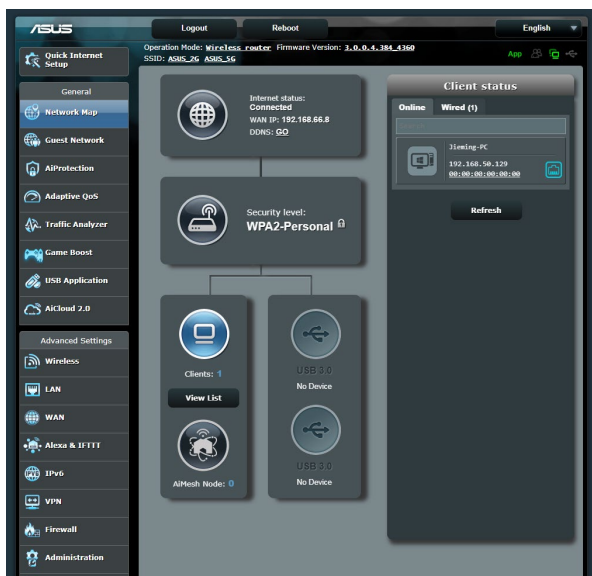 ASUS
Logout
Reboot
English
Operation Mode: Wireless router Firmware Version: 3.0.0.4.384_4360
SSID: ASUS_2G ASUS_5G
App
Quick Internet
Setup
General
Network Map
Guest Network
AiProtection
Adaptive QoS
Traffic Analyzer
Game Boost
USB Application
AiCloud 2.0
Advanced Settings
Wireless
LAN
WAN
Alexa & IFTTT
IPv6
VPN
Firewall
Administration
Internet status:
Connected
WAN IP: 192.168.66.8
DDNS: GO
Security level:
WPA2-Personal
Clients: 1
View List
AiMesh Node: 0
USB 3.0
No Device
USB 3.0
No Device
Client status
Online
Wired (1)
Jieming-PC
192.168.50.129
00:00:00:00:00:00
Refresh